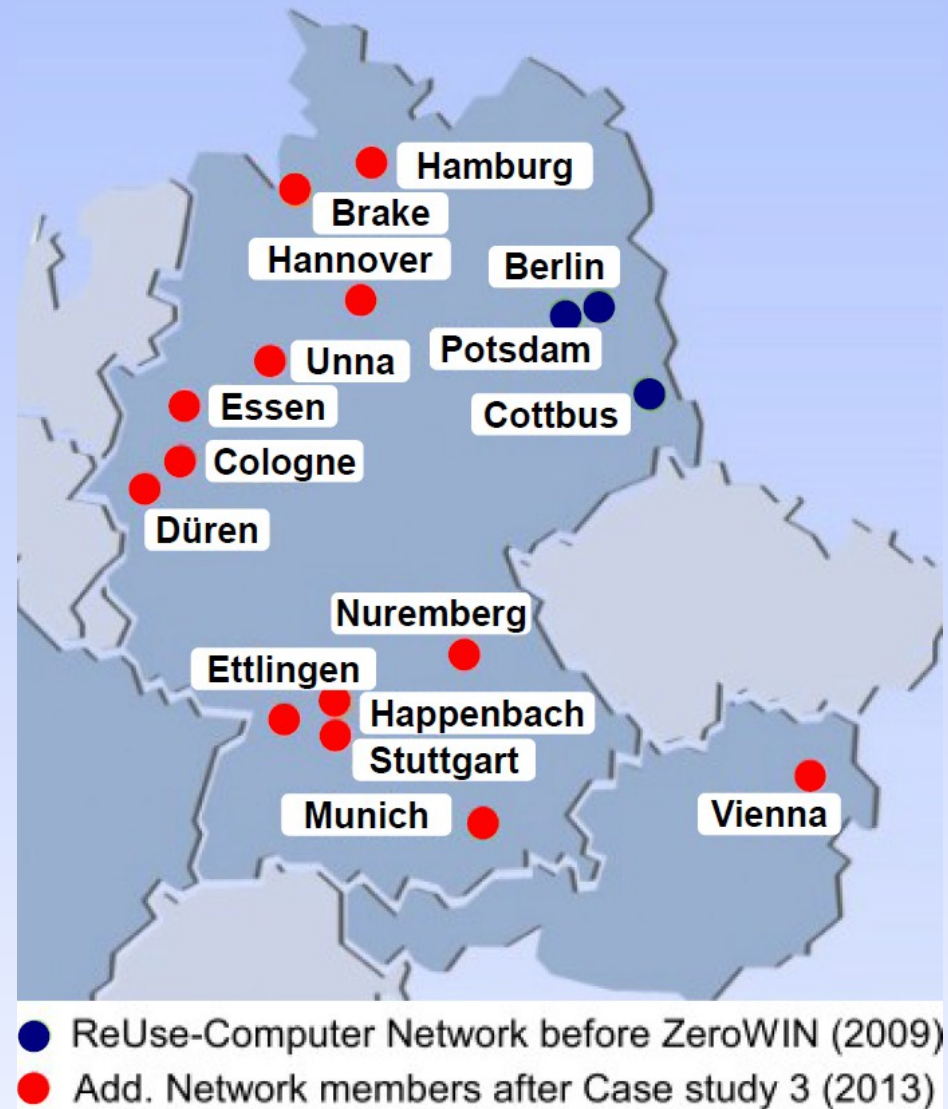 Hamburg
Brake
Hannover
Berlin
Potsdam
Unna
Essen
Cottbus
Cologne
Düren
Nuremberg
Ettlingen
Happenbach
Stuttgart
Munich
Vienna
ReUse-Computer Network before ZeroWIN (2009)
Add. Network members after Case study 3 (2013)